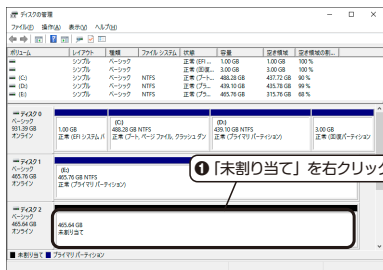 ディスクの管理
ファイル(F) 操作(A) 表示(V) ヘルプ(H)
ボリューム レイアウト 種類 ファイル システム 状態 容量 空き領域 空き領域の割...
シンプル ベーシック 正常 (EFI ... 1.00 GB 1.00 GB 100 %
シンプル ベーシック 正常 (回復... 3.00 GB 3.00 GB 100 %
(C:) シンプル ベーシック NTFS 正常 (ブート... 488.28 GB 437.72 GB 90 %
(D:) シンプル ベーシック NTFS 正常 (プラ... 439.10 GB 435.78 GB 99 %
(E:) シンプル ベーシック NTFS 正常 (プラ... 465.76 GB 315.76 GB 68 %
ディスク 0
ベーシック
931.39 GB
オンライン
1.00 GB
正常 (EFI システム パ
(C:)
488.28 GB NTFS
正常 (ブート, ページ ファイル, クラッシュ ダン
(D:)
439.10 GB NTFS
正常 (プライマリ パーティション)
3.00 GB
正常 (回復パーティション)
ディスク 1
ベーシック
465.76 GB
オンライン
(E:)
465.76 GB NTFS
正常 (プライマリ パーティション)
❶「未割り当て」を右クリック
ディスク 2
ベーシック
465.64 GB
オンライン
465.64 GB
未割り当て
未割り当て プライマリ パーティション